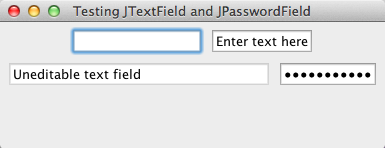 Testing JTextField and JPasswordField
Enter text here
Uneditable text field
●●●●●●●●●●●